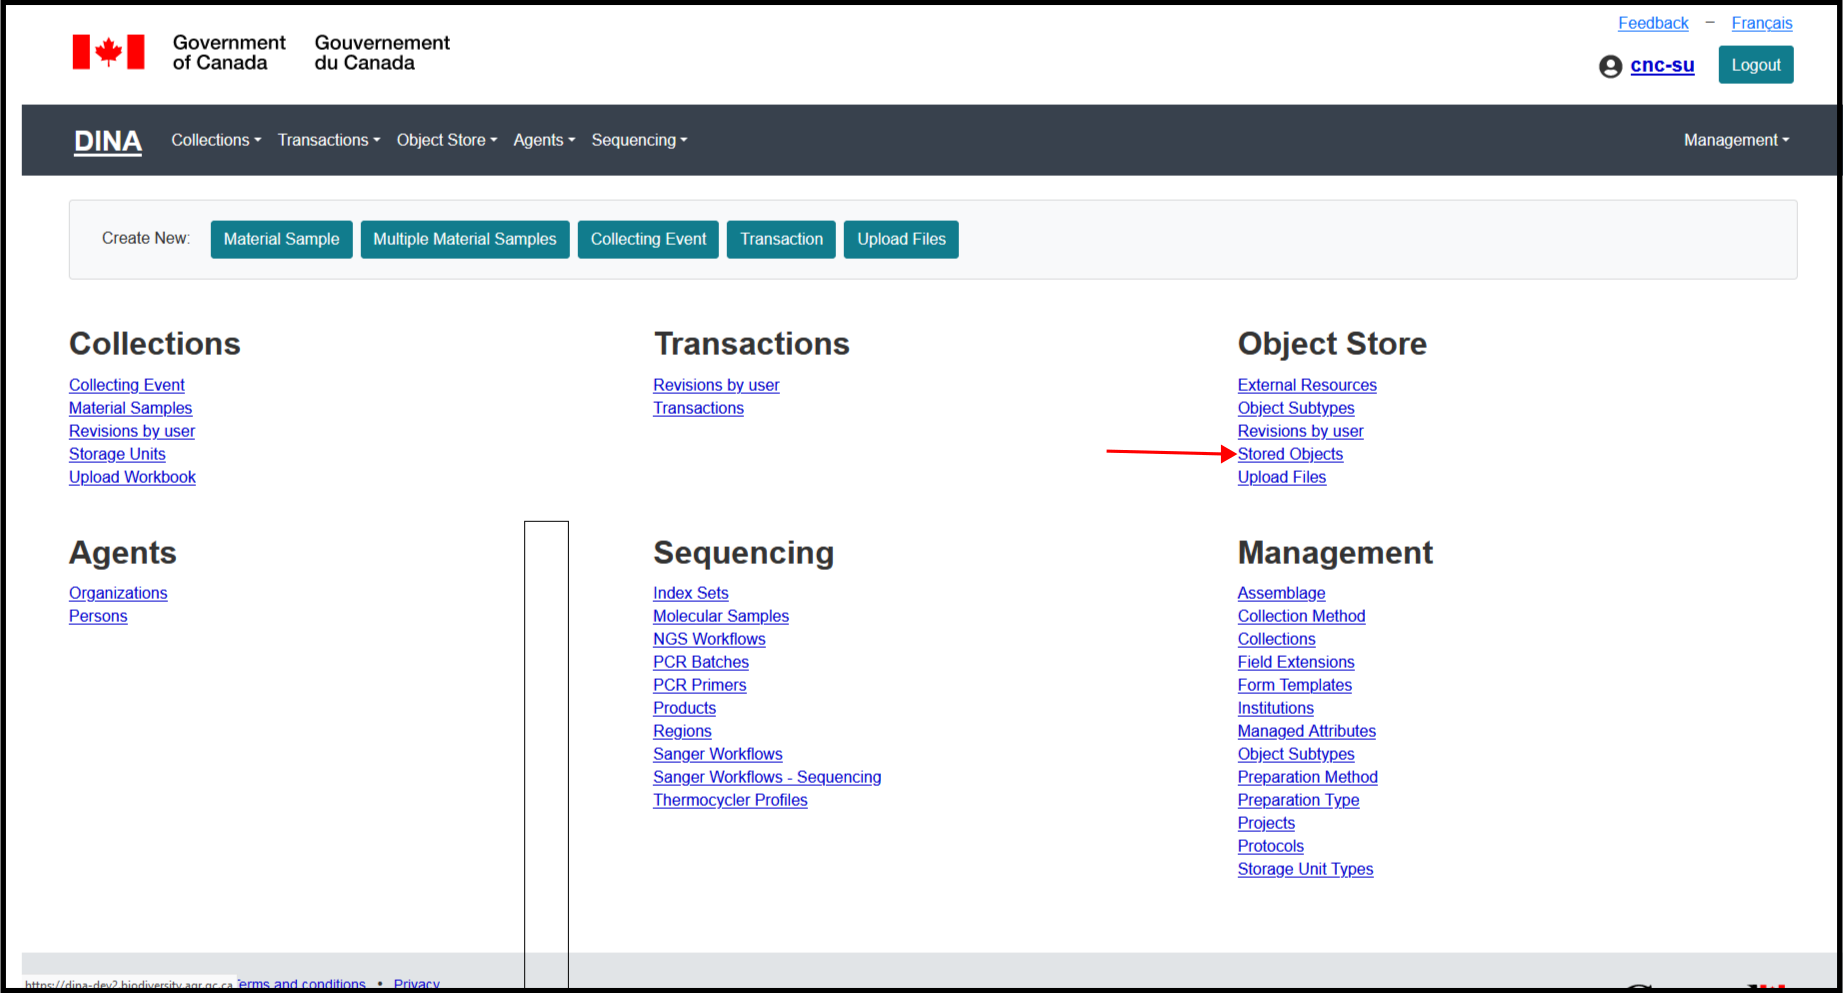 Feedback – Français
Government of Canada
Gouvernement du Canada
cnc-su
Logout
DINA Collections Transactions Object Store Agents Sequencing Management
Create New: Material Sample Multiple Material Samples Collecting Event Transaction Upload Files
Collections
Collecting Event
Material Samples
Revisions by user
Storage Units
Upload Workbook
Transactions
Revisions by user
Transactions
Object Store
External Resources
Object Subtypes
Revisions by user
Stored Objects
Upload Files
Agents
Organizations
Persons
Sequencing
Index Sets
Molecular Samples
NGS Workflows
PCR Batches
PCR Primers
Products
Regions
Sanger Workflows
Sanger Workflows - Sequencing
Thermocycler Profiles
Management
Assemblage
Collection Method
Collections
Field Extensions
Form Templates
Institutions
Managed Attributes
Object Subtypes
Preparation Method
Preparation Type
Projects
Protocols
Storage Unit Types
https://dina-dev2.biodiversity.agr.gc.ca erms and conditions • Privacy